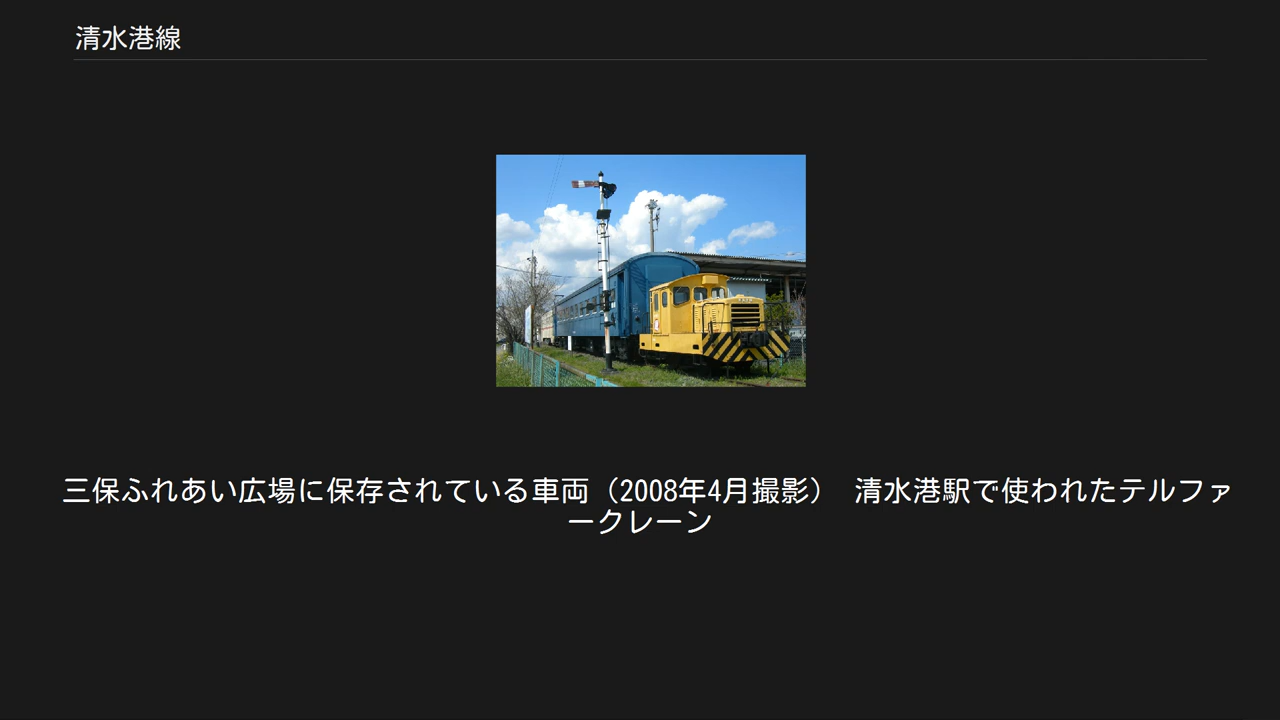 清水港線
三保ふれあい広場に保存されている車両（2008年4月撮影） 清水港駅で使われたテルファ
ークレーン